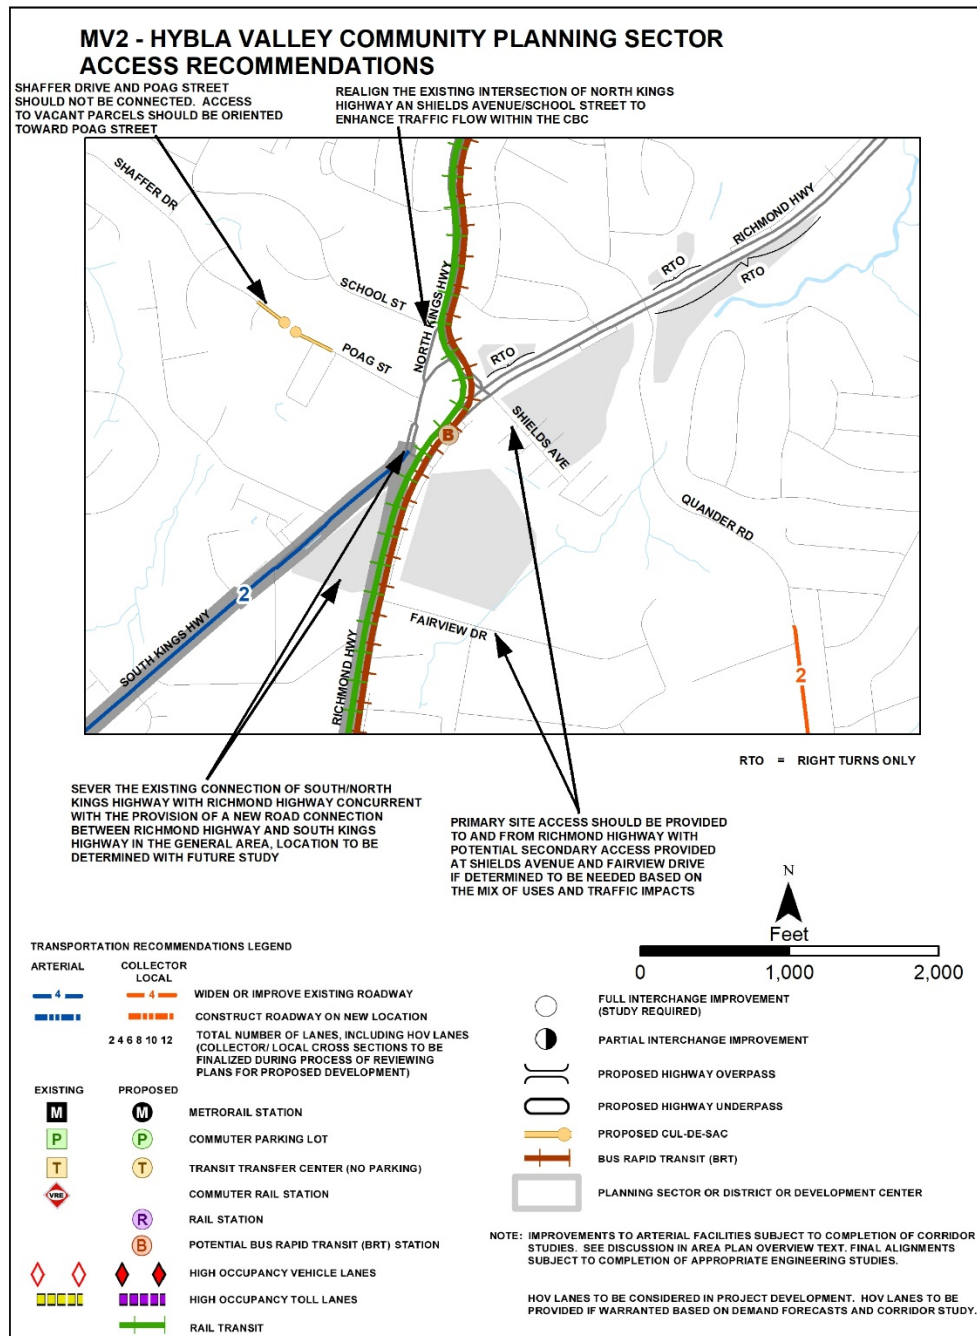 MV2 - HYBLA VALLEY COMMUNITY PLANNING SECTOR
ACCESS RECOMMENDATIONS
SHAFFER DRIVE AND POAG STREET
SHOULD NOT BE CONNECTED. ACCESS
TO VACANT PARCELS SHOULD BE ORIENTED
TOWARD POAG STREET
REALIGN THE EXISTING INTERSECTION OF NORTH KINGS
HIGHWAY AN SHIELDS AVENUE/SCHOOL STREET TO
ENHANCE TRAFFIC FLOW WITHIN THE CBC
SHAFFER DR
SCHOOL ST
POAG ST
NORTH KINGS HWY
RICHMOND HWY
RTO
RTO
RTO
B
SHIELDS AVE
QUANDER RD
2
SOUTH KINGS HWY
FAIRVIEW DR
RICHMOND HWY
2
RTO = RIGHT TURNS ONLY
SEVER THE EXISTING CONNECTION OF SOUTH/NORTH
KINGS HIGHWAY WITH RICHMOND HIGHWAY CONCURRENT
WITH THE PROVISION OF A NEW ROAD CONNECTION
BETWEEN RICHMOND HIGHWAY AND SOUTH KINGS
HIGHWAY IN THE GENERAL AREA, LOCATION TO BE
DETERMINED WITH FUTURE STUDY
PRIMARY SITE ACCESS SHOULD BE PROVIDED
TO AND FROM RICHMOND HIGHWAY WITH
POTENTIAL SECONDARY ACCESS PROVIDED
AT SHIELDS AVENUE AND FAIRVIEW DRIVE
IF DETERMINED TO BE NEEDED BASED ON
THE MIX OF USES AND TRAFFIC IMPACTS
N
Feet
0 1,000 2,000
TRANSPORTATION RECOMMENDATIONS LEGEND
ARTERIAL COLLECTOR
LOCAL
4 4 WIDEN OR IMPROVE EXISTING ROADWAY
CONSTRUCT ROADWAY ON NEW LOCATION
2 4 6 8 10 12 TOTAL NUMBER OF LANES, INCLUDING HOV LANES
(COLLECTOR/ LOCAL CROSS SECTIONS TO BE
FINALIZED DURING PROCESS OF REVIEWING
PLANS FOR PROPOSED DEVELOPMENT)
EXISTING PROPOSED
M M METRORAIL STATION
P P COMMUTER PARKING LOT
T T TRANSIT TRANSFER CENTER (NO PARKING)
VRE COMMUTER RAIL STATION
R RAIL STATION
B POTENTIAL BUS RAPID TRANSIT (BRT) STATION
HIGH OCCUPANCY VEHICLE LANES
HIGH OCCUPANCY TOLL LANES
RAIL TRANSIT
FULL INTERCHANGE IMPROVEMENT
(STUDY REQUIRED)
PARTIAL INTERCHANGE IMPROVEMENT
PROPOSED HIGHWAY OVERPASS
PROPOSED HIGHWAY UNDERPASS
PROPOSED CUL-DE-SAC
BUS RAPID TRANSIT (BRT)
PLANNING SECTOR OR DISTRICT OR DEVELOPMENT CENTER
NOTE: IMPROVEMENTS TO ARTERIAL FACILITIES SUBJECT TO COMPLETION OF CORRIDOR
STUDIES. SEE DISCUSSION IN AREA PLAN OVERVIEW TEXT. FINAL ALIGNMENTS
SUBJECT TO COMPLETION OF APPROPRIATE ENGINEERING STUDIES.
HOV LANES TO BE CONSIDERED IN PROJECT DEVELOPMENT. HOV LANES TO BE
PROVIDED IF WARRANTED BASED ON DEMAND FORECASTS AND CORRIDOR STUDY.